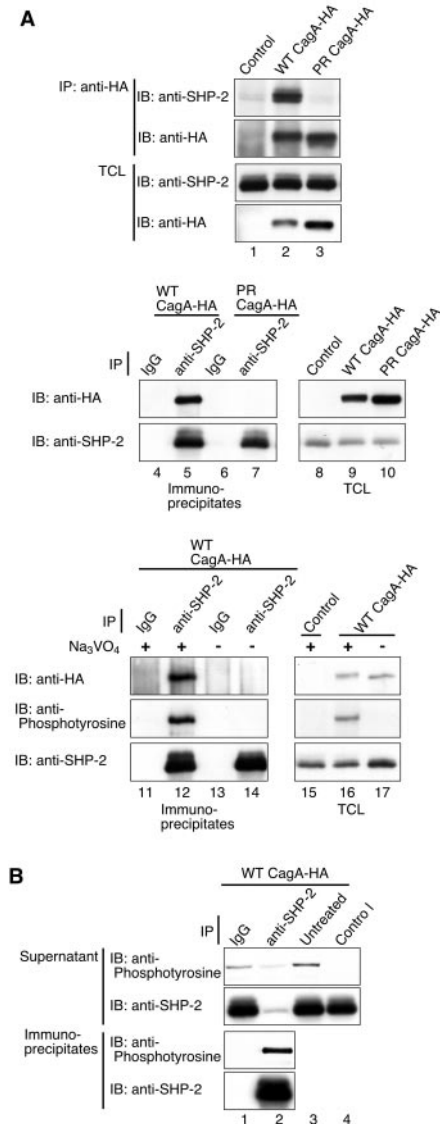 A
Control
WT CagA-HA
PR CagA-HA
IP: anti-HA
IB: anti-SHP-2
IB: anti-HA
TCL
IB: anti-SHP-2
IB: anti-HA
1 2 3
WT
CagA-HA
PR
CagA-HA
IP
IgG
anti-SHP-2
IgG
anti-SHP-2
Control
WT CagA-HA
PR CagA-HA
IB: anti-HA
IB: anti-SHP-2
4 5 6 7 8 9 10
Immuno-
precipitates
TCL
WT
CagA-HA
IP
IgG
anti-SHP-2
IgG
anti-SHP-2
Control
WT CagA-HA
Na3VO4 + + - - + + -
IB: anti-HA
IB: anti-
Phosphotyrosine
IB: anti-SHP-2
11 12 13 14 15 16 17
Immuno-
precipitates
TCL
B
WT CagA-HA
IP
IgG
anti-SHP-2
Untreated
Contro l
Supernatant
IB: anti-
Phosphotyrosine
IB: anti-SHP-2
Immuno-
precipitates
IB: anti-
Phosphotyrosine
IB: anti-SHP-2
1 2 3 4